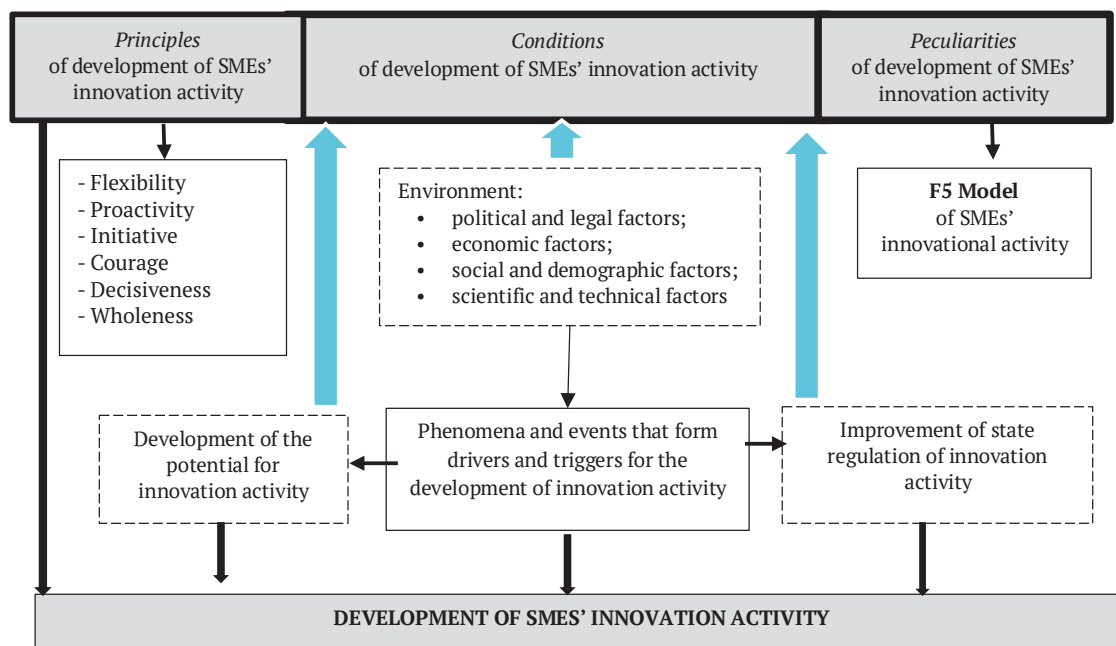 Principles
of development of SMEs'
innovation activity
Conditions
of development of SMEs' innovation activity
Peculiarities
of development of SMEs'
innovation activity
- Flexibility
- Proactivity
- Initiative
- Courage
- Decisiveness
- Wholeness
Environment:
• political and legal factors;
• economic factors;
• social and demographic factors;
• scientific and technical factors
F5 Model
of SMEs'
innovational activity
Development of the
potential for
innovation activity
Phenomena and events that form
drivers and triggers for the
development of innovation activity
Improvement of state
regulation of innovation
activity
DEVELOPMENT OF SMES' INNOVATION ACTIVITY